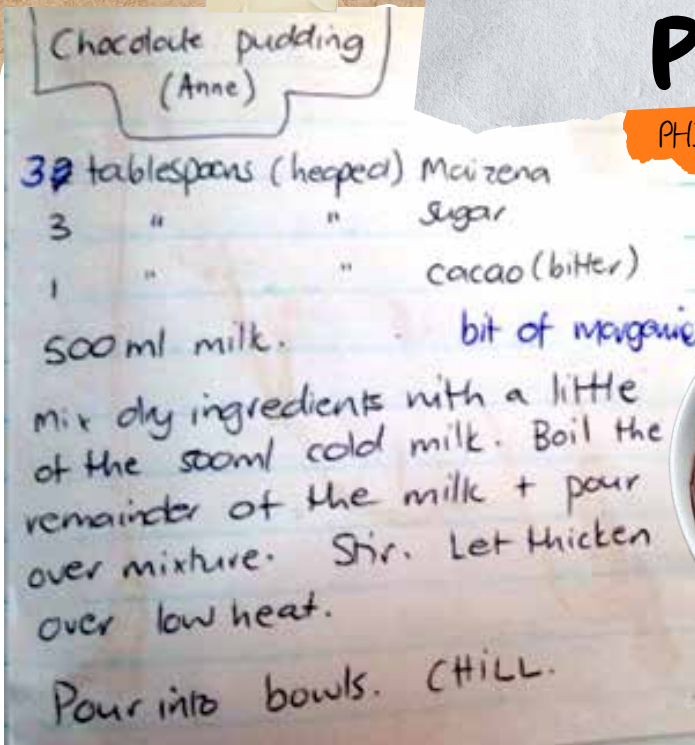 Chocolate pudding
(Anne)
P
PHI
3 tablespoons (heaped) Maizena
3 " " sugar
1 " " cacao (bitter)
500 ml milk. bit of
mix dry ingredients with a little
of the 500ml cold milk. Boil the
remainder of the milk + pour
over mixture. Stir. Let thicken
over low heat.
Pour into bowls. CHILL.